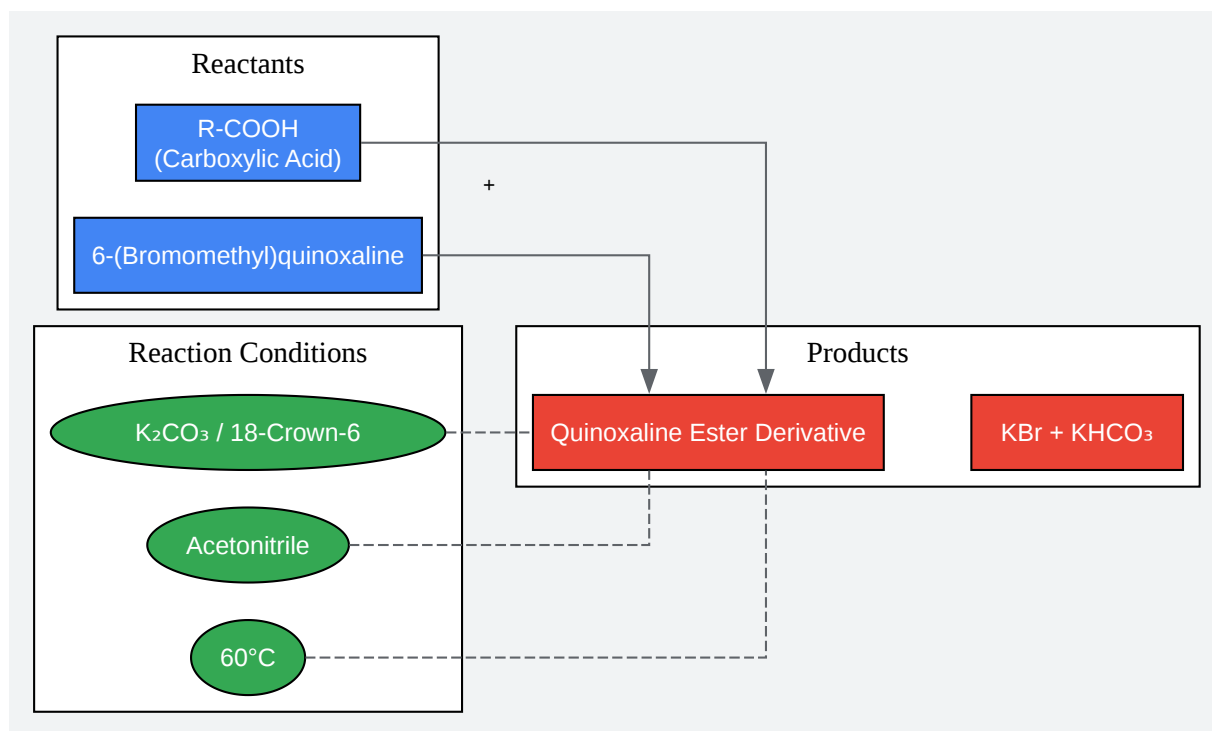 Reactants
R-COOH
(Carboxylic Acid)
+
6-(Bromomethyl)quinoxaline
Reaction Conditions
K₂CO₃ / 18-Crown-6
Acetonitrile
60°C
Products
Quinoxaline Ester Derivative
KBr + KHCO₃